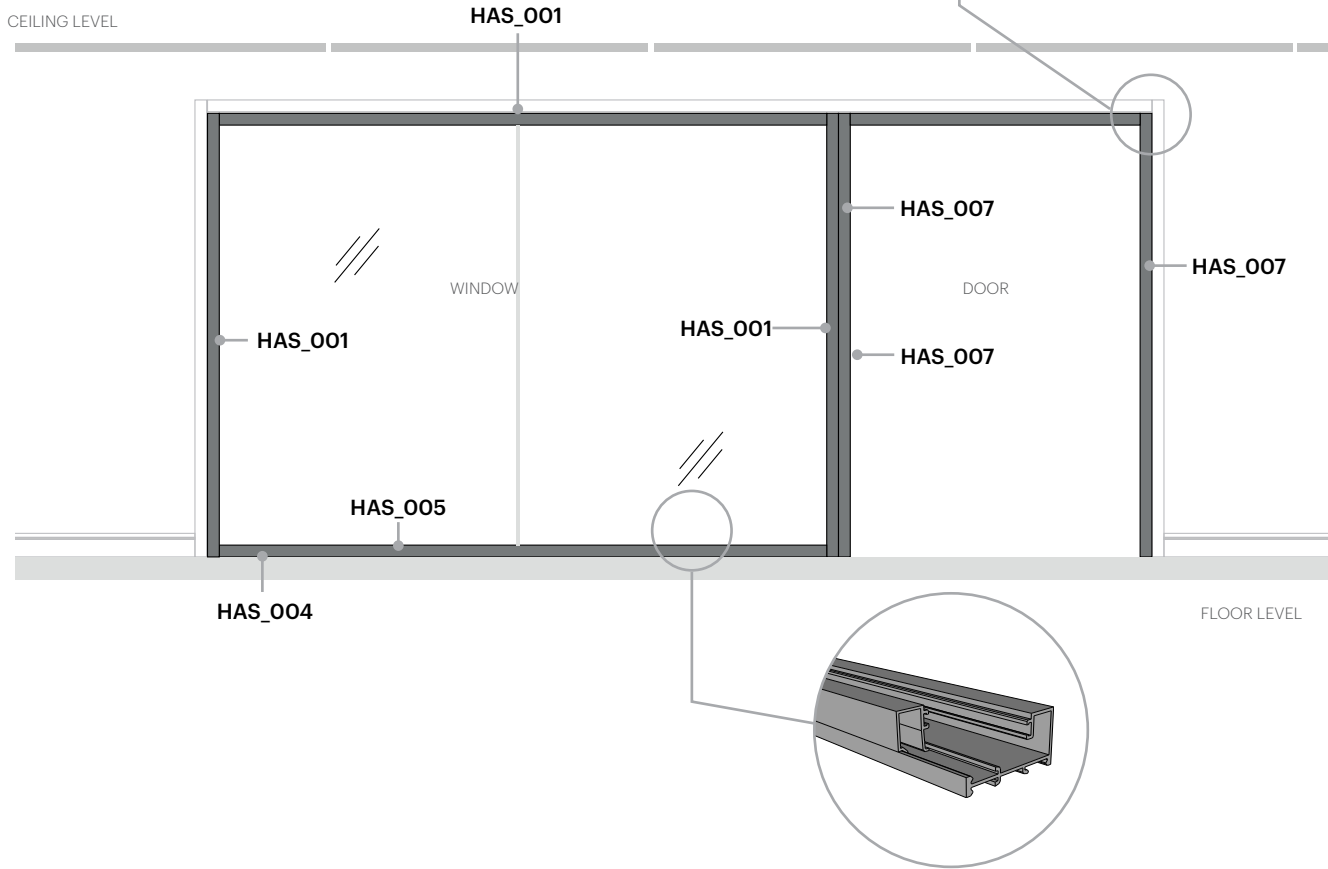 HAS_001
CEILING LEVEL
HAS_007
HAS_007
WINDOW
DOOR
HAS_001
HAS_001
HAS_007
HAS_005
HAS_004
FLOOR LEVEL